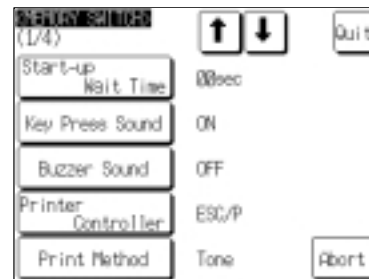 <MEMORY SWITCH>
(1/4)
↑ ↓ Quit
Start-up
Wait Time 00sec
Key Press Sound ON
Buzzer Sound OFF
Printer
Controller ESC/P
Print Method Tone Abort